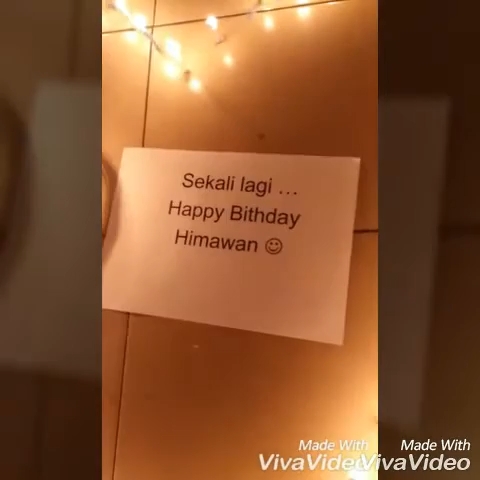 Sekali lagi ...
Happy Bithday
Himawan ☺
Made With
VivaVideo
Made With
VivaVideo